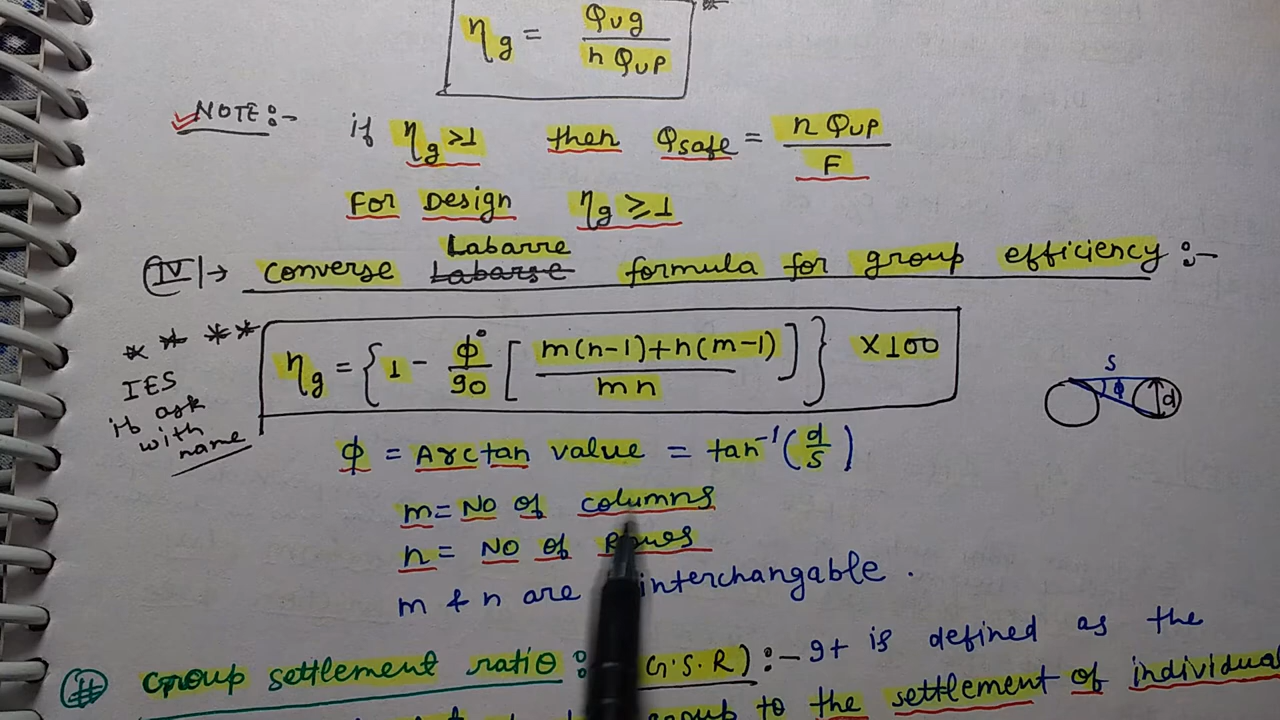 ηg = Qug / n Qup
NOTE:- if ηg >1 then Qsafe = n Qup / F
For Design ηg ≥ 1
(IV)→ converse Labarre formula for group efficiency :-
Labarse
* * **
IES
it ask
with
name
ηg = { 1 - ϕ° / 90 [ m(n-1)+n(m-1) / mn ] } ×100
S
ϕ
d
ϕ = Arctan value = tan⁻¹(d/s)
m= No of columns
n= No of
m & n are interchangable.
# Group settlement ratio: (G.S.R) :- It is defined as the
to the settlement of individual